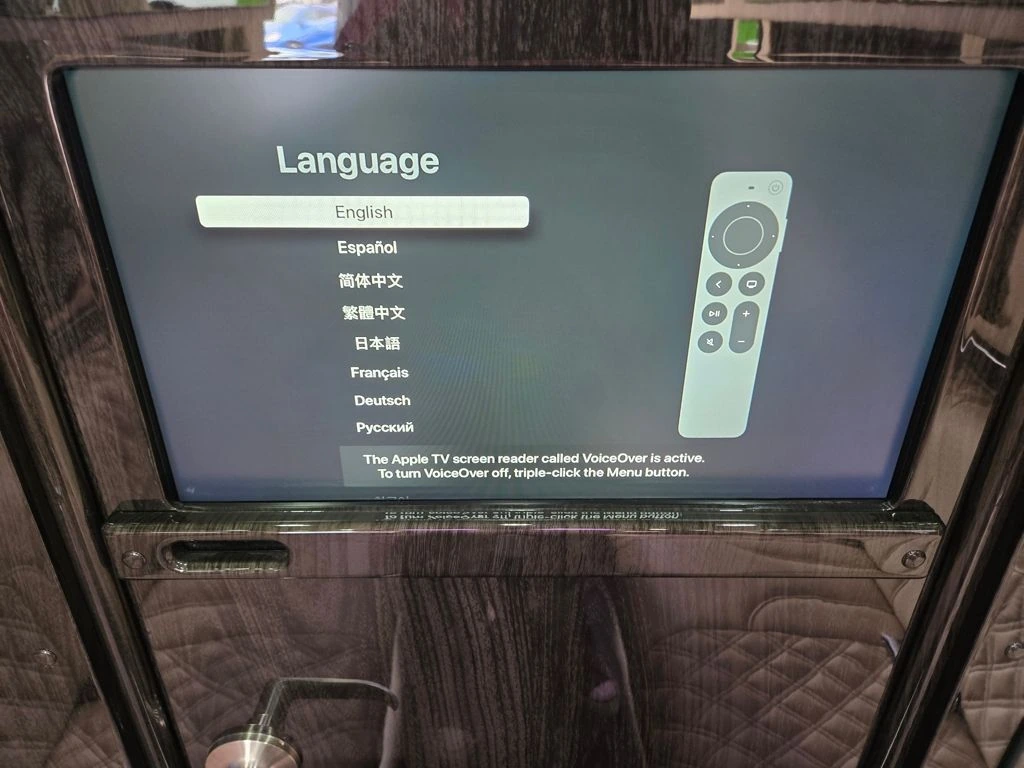 Language
English
Español
简体中文
繁體中文
日本語
Français
Deutsch
Русский
The Apple TV screen reader called VoiceOver is active.
To turn VoiceOver off, triple-click the Menu button.